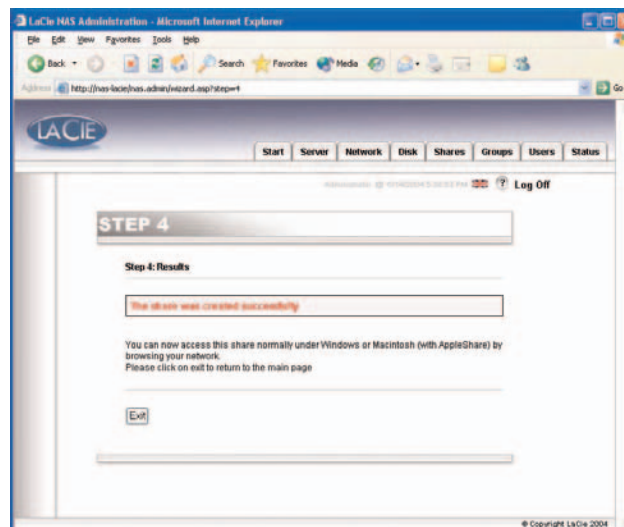 LaCie NAS Administration - Microsoft Internet Explorer
File Edit View Favorites Tools Help
Back Search Favorites Media
Address http://nas-lacie/nas.admin/wizard.asp?step=4 Go
LACIE
Start Server Network Disk Shares Groups Users Status
? Log Off
STEP 4
Step 4: Results
The share was created successfully
You can now access this share normally under Windows or Macintosh (with AppleShare) by
browsing your network.
Please click on exit to return to the main page
Exit
© Copyright LaCie 2004